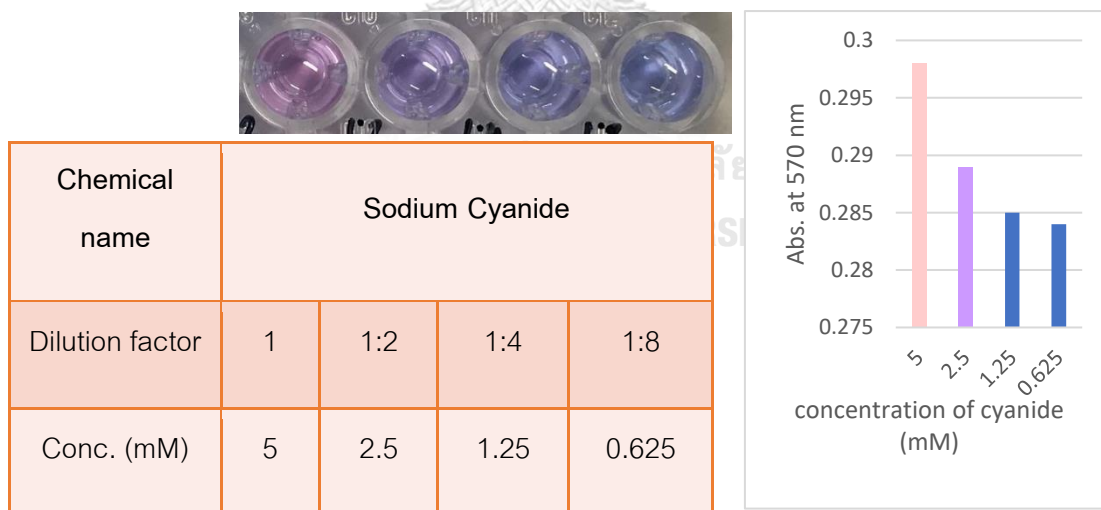 Chemical
name
Sodium Cyanide
Dilution factor 1 1:2 1:4 1:8
Conc. (mM) 5 2.5 1.25 0.625
0.3
0.295
0.29
0.285
0.28
0.275
Abs. at 570 nm
5 2.5 1.25 0.625
concentration of cyanide
(mM)